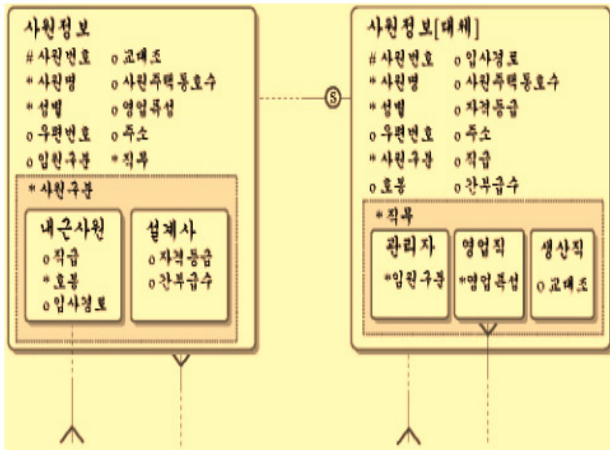 사원정보
# 사원번호 o 교대조
* 사원명 o 사원주택동호수
* 성별 o 영업특성
o 우편번호 o 주소
o 임원구분 * 직무
* 사원구분
내근사원
o 직급
* 호봉
o 입사경로
설계사
o 자격등급
o 간부급수
S
사원정보[대체]
# 사원번호 o 입사경로
* 사원명 o 사원주택동호수
* 성별 o 자격등급
o 우편번호 o 주소
* 사원구분 o 직급
o 호봉 o 간부급수
* 직무
관리자
*임원구분
영업직
*영업특성
생산직
o 교대조